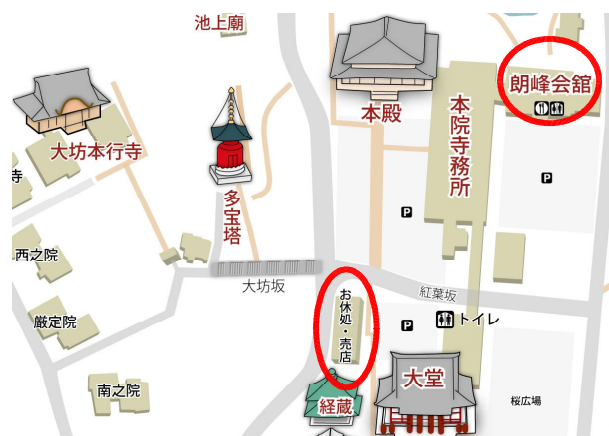 池上廟
朗峰会舘
本殿
本院寺務所
大坊本行寺
寺
P
多宝塔
P
西之院
大坊坂
紅葉坂
お休処・売店
厳定院
P
トイレ
大堂
南之院
経蔵
桜広場